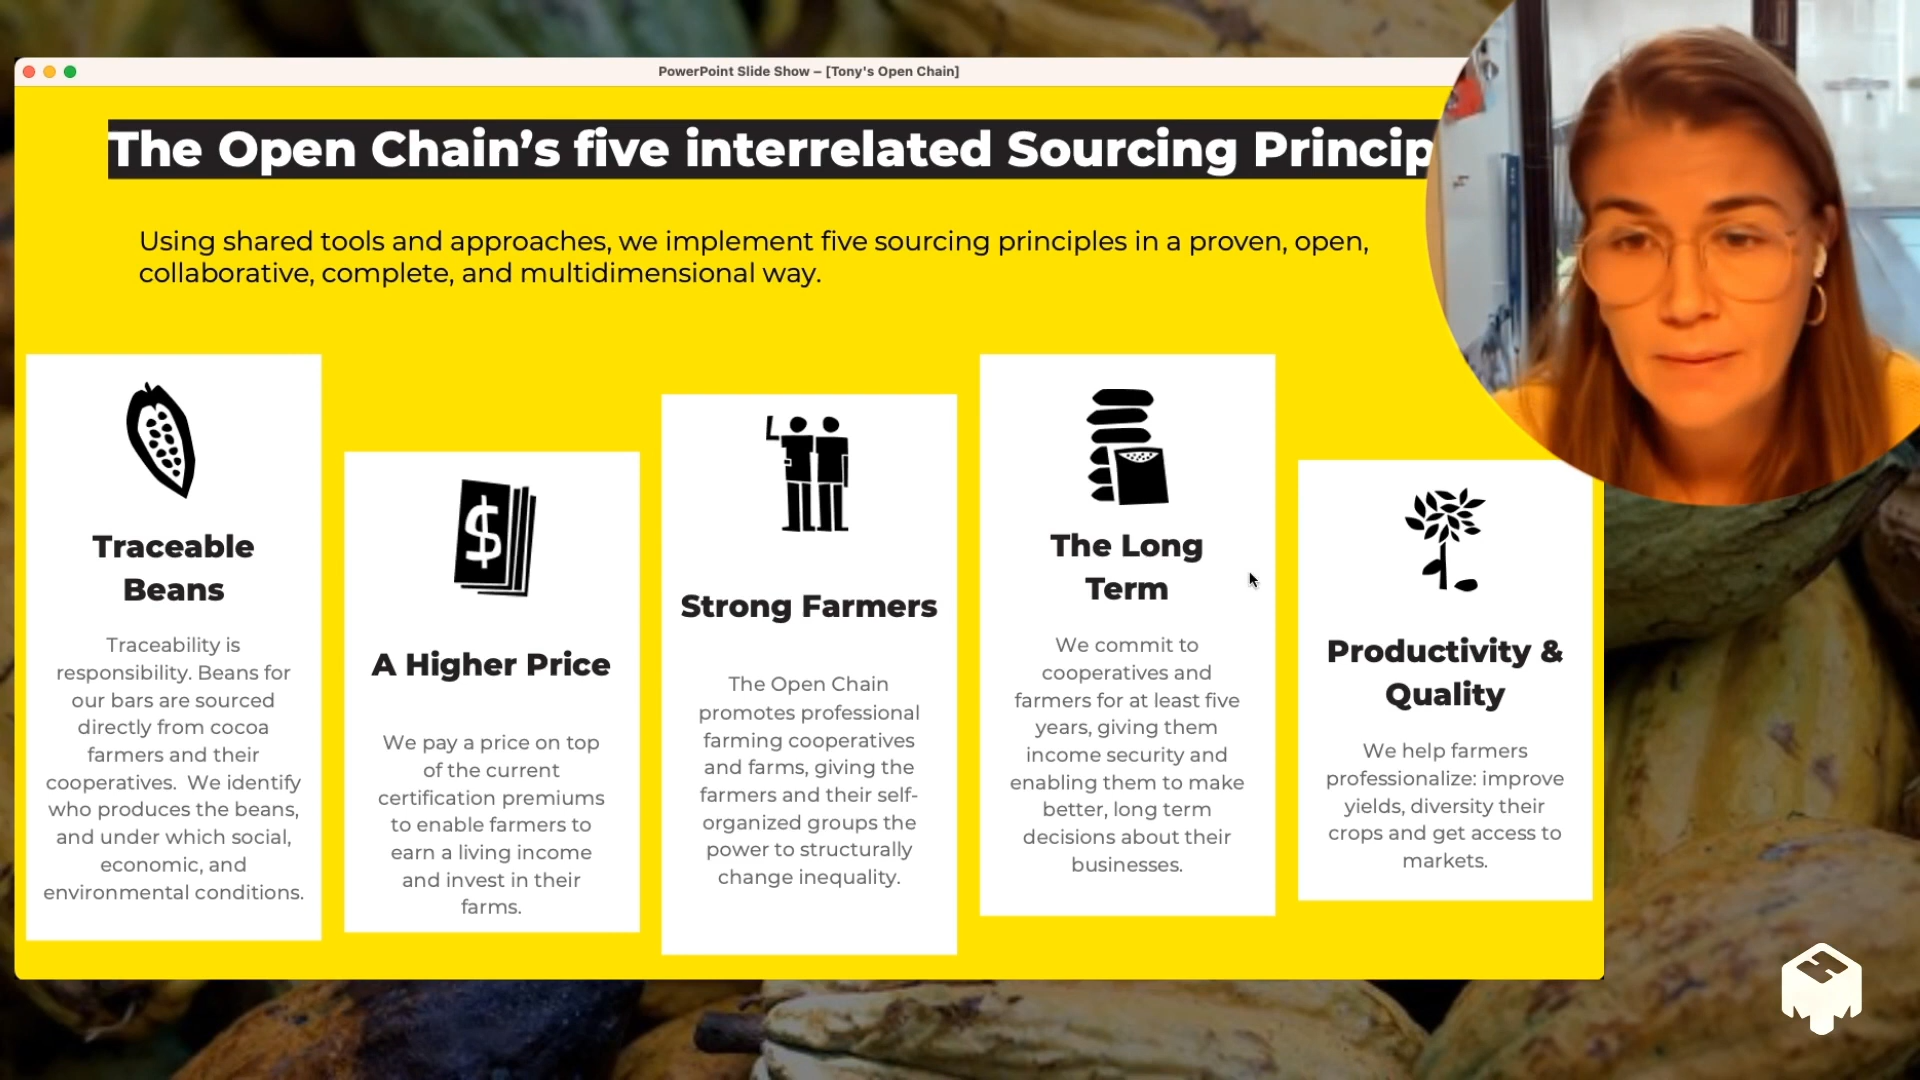 PowerPoint Slide Show – [Tony's Open Chain]
The Open Chain’s five interrelated Sourcing
Using shared tools and approaches, we implement five sourcing principles in a proven, open,
collaborative, complete, and multidimensional way.
Traceable
Beans
Traceability is
responsibility. Beans for
our bars are sourced
directly from cocoa
farmers and their
cooperatives.  We identify
who produces the beans,
and under which social,
economic, and
environmental conditions.
A Higher Price
We pay a price on top
of the current
certification premiums
to enable farmers to
earn a living income
and invest in their
farms.
Strong Farmers
The Open Chain
promotes professional
farming cooperatives
and farms, giving the
farmers and their self-
organized groups the
power to structurally
change inequality.
The Long
Term
We commit to
cooperatives and
farmers for at least five
years, giving them
income security and
enabling them to make
better, long term
decisions about their
businesses.
Productivity &
Quality
We help farmers
professionalize: improve
yields, diversity their
crops and get access to
markets.